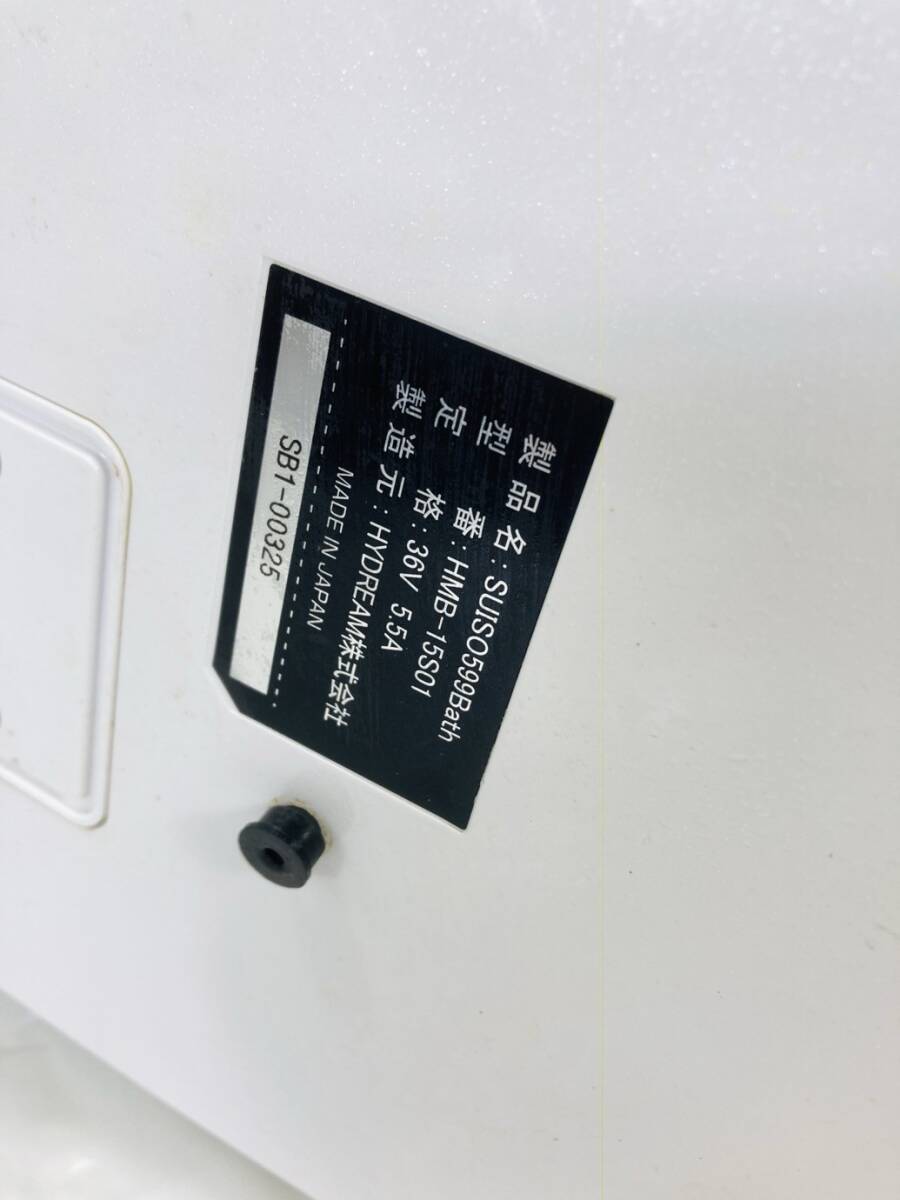 製品名:SUISO599Bath
型番:HMB-15S01
定格:36V 5.5A
製造元:HYDREAM株式会社
MADE IN JAPAN
SB1-00325